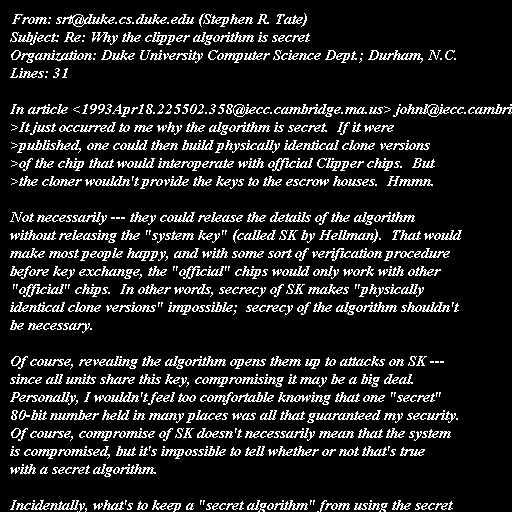 From: srt@duke.cs.duke.edu (Stephen R. Tate)
Subject: Re: Why the clipper algorithm is secret
Organization: Duke University Computer Science Dept.; Durham, N.C.
Lines: 31

In article <1993Apr18.225502.358@iecc.cambridge.ma.us> johnl@iecc.cambri
>It just occurred to me why the algorithm is secret.  If it were
>published, one could then build physically identical clone versions
>of the chip that would interoperate with official Clipper chips.  But
>the cloner wouldn't provide the keys to the escrow houses.  Hmmn.

Not necessarily --- they could release the details of the algorithm
without releasing the "system key" (called SK by Hellman).  That would
make most people happy, and with some sort of verification procedure
before key exchange, the "official" chips would only work with other
"official" chips.  In other words, secrecy of SK makes "physically
identical clone versions" impossible;  secrecy of the algorithm shouldn't
be necessary.

Of course, revealing the algorithm opens them up to attacks on SK ---
since all units share this key, compromising it may be a big deal.
Personally, I wouldn't feel too comfortable knowing that one "secret"
80-bit number held in many places was all that guaranteed my security.
Of course, compromise of SK doesn't necessarily mean that the system
is compromised, but it's impossible to tell whether or not that's true
with a secret algorithm.

Incidentally, what's to keep a "secret algorithm" from using the secret